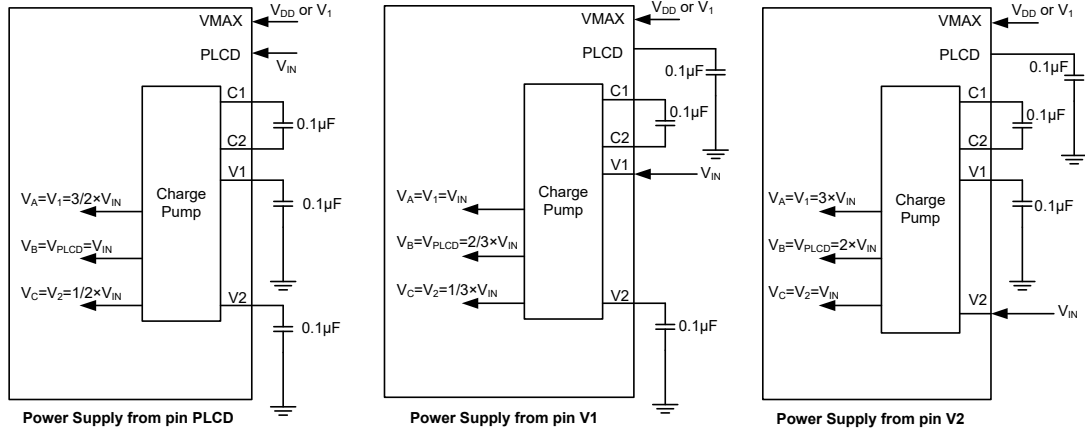 VMAX
V_DD or V_1
PLCD
V_IN
C1
0.1μF
C2
V1
Charge
Pump
0.1μF
V_A=V_1=3/2×V_IN
V_B=V_PLCD=V_IN
V_C=V_2=1/2×V_IN
V2
0.1μF
Power Supply from pin PLCD
VMAX
V_DD or V_1
PLCD
0.1μF
C1
0.1μF
C2
V1
V_IN
Charge
Pump
V_A=V_1=V_IN
V_B=V_PLCD=2/3×V_IN
V_C=V_2=1/3×V_IN
V2
0.1μF
Power Supply from pin V1
VMAX
V_DD or V_1
PLCD
0.1μF
C1
0.1μF
C2
V1
Charge
Pump
0.1μF
V_A=V_1=3×V_IN
V_B=V_PLCD=2×V_IN
V_C=V_2=V_IN
V2
V_IN
Power Supply from pin V2